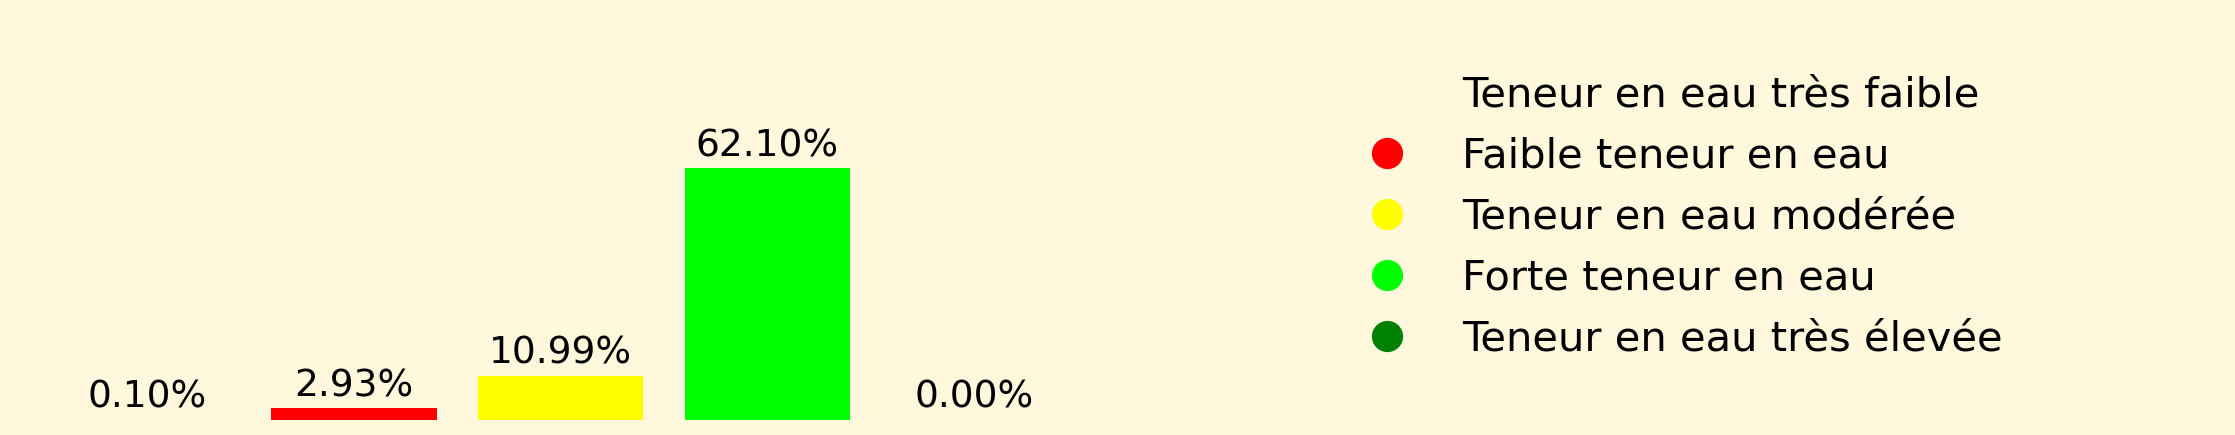 0.10%
2.93%
10.99%
62.10%
0.00%
Teneur en eau très faible
Faible teneur en eau
Teneur en eau modérée
Forte teneur en eau
Teneur en eau très élevée